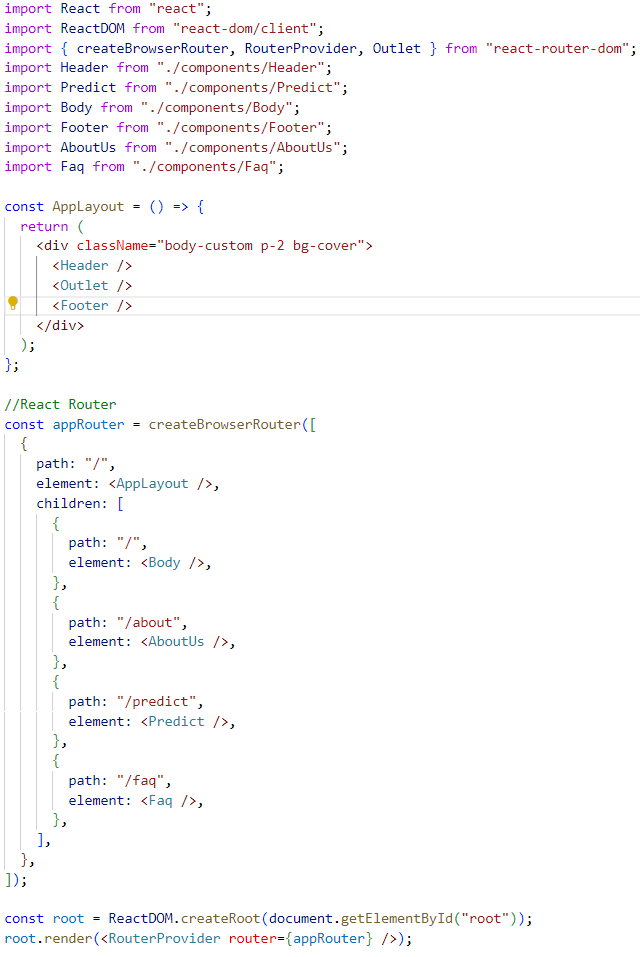 import React from "react";
import ReactDOM from "react-dom/client";
import { createBrowserRouter, RouterProvider, Outlet } from "react-router-dom";
import Header from "./components/Header";
import Predict from "./components/Predict";
import Body from "./components/Body";
import Footer from "./components/Footer";
import AboutUs from "./components/AboutUs";
import Faq from "./components/Faq";

const AppLayout = () => {
  return (
    <div className="body-custom p-2 bg-cover">
      <Header />
      <Outlet />
      <Footer />
    </div>
  );
};

//React Router
const appRouter = createBrowserRouter([
  {
    path: "/",
    element: <AppLayout />,
    children: [
      {
        path: "/",
        element: <Body />,
      },
      {
        path: "/about",
        element: <AboutUs />,
      },
      {
        path: "/predict",
        element: <Predict />,
      },
      {
        path: "/faq",
        element: <Faq />,
      },
    ],
  },
]);

const root = ReactDOM.createRoot(document.getElementById("root"));
root.render(<RouterProvider router={appRouter} />);